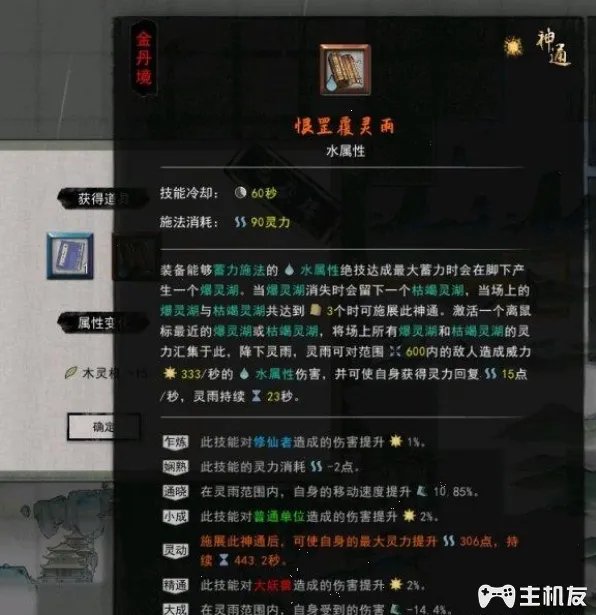 金丹境
神通
恨罡覆灵雨
水属性
获得道具
技能冷却： 60秒
施法消耗： 90灵力
装备能够蓄力施法的 水属性绝技达成最大蓄力时会在脚下产
生一个爆灵湖。当爆灵湖消失时会留下一个枯竭灵湖，当场上的
爆灵湖与枯竭灵湖共达到 3个时可施展此神通。激活一个离鼠
标最近的爆灵湖或枯竭灵湖，将场上所有爆灵湖和枯竭灵湖的灵
力汇集于此，降下灵雨，灵雨可对范围 600内的敌人造成威力
333/秒的 水属性伤害，并可使自身获得灵力回复 15点
/秒，灵雨持续 23秒。
属性变化
木灵根 -15
确定
乍炼 此技能对修仙者造成的伤害提升 1%。
娴熟 此技能的灵力消耗 -2点。
通晓 在灵雨范围内，自身的移动速度提升 10.85%。
小成 此技能对普通单位造成的伤害提升 2%。
灵动 施展此神通后，可使自身的最大灵力提升 306点，持
续 443.2秒。
精通 此技能对大妖兽造成的伤害提升 2%。
大成 在灵雨范围内，自身受到的伤害 -14.4%。
主机友